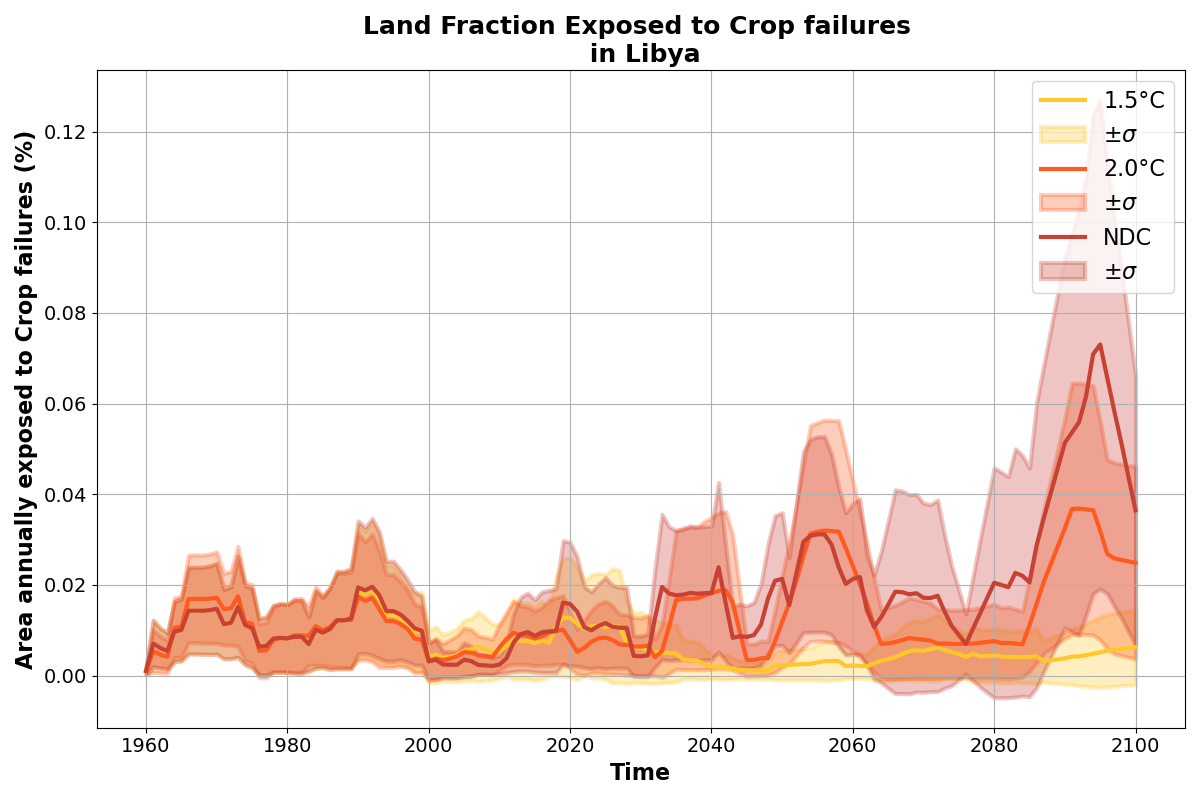 Land Fraction Exposed to Crop failures
in Libya
Area annually exposed to Crop failures (%)
0.12
0.10
0.08
0.06
0.04
0.02
0.00
1.5°C
±σ
2.0°C
±σ
NDC
±σ
1960 1980 2000 2020 2040 2060 2080 2100
Time